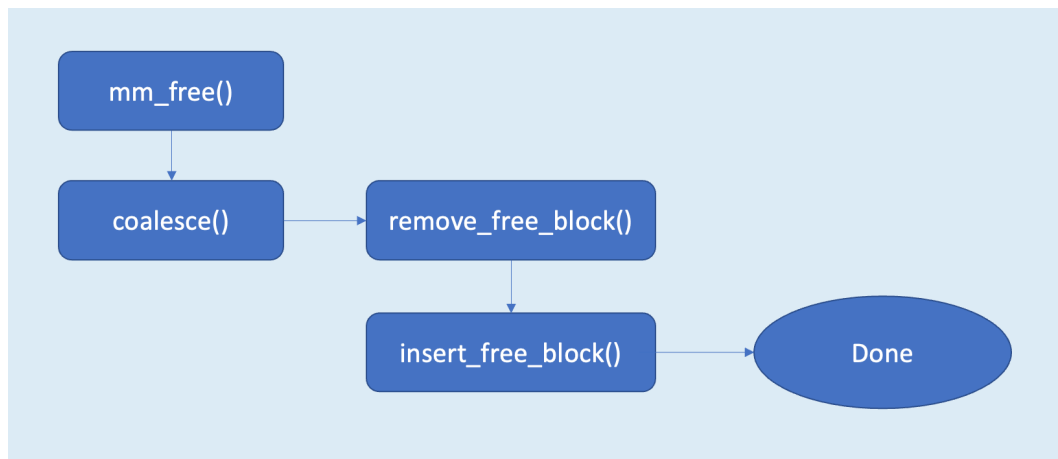 mm_free()
coalesce()
remove_free_block()
insert_free_block()
Done